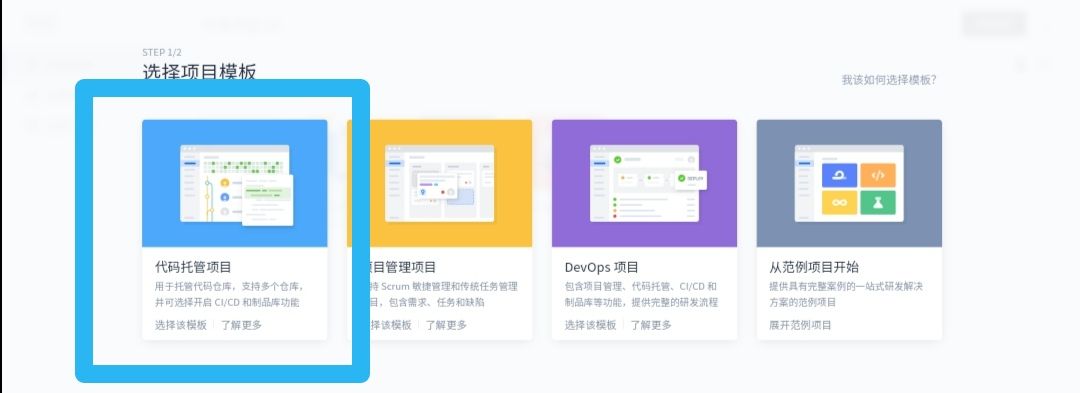 STEP 1/2
选择项目模板
我该如何选择模板?
代码托管项目
用于托管代码仓库，支持多个仓库，
并可选择开启 CI/CD 和制品库功能
选择该模板
了解更多
项目管理项目
持 Scrum 敏捷管理和传统任务管理
目，包含需求、任务和缺陷
择该模板
了解更多
DEPLOY
DevOps 项目
包含项目管理、代码托管、CI/CD 和
制品库等功能，提供完整的研发流程
选择该模板
了解更多
从范例项目开始
提供具有完整案例的一站式研发解决
方案的范例项目
展开范例项目